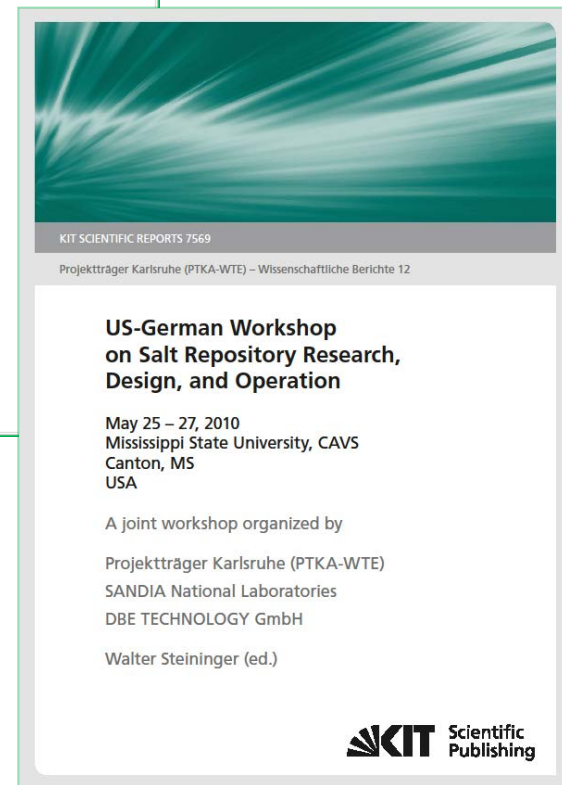 KIT SCIENTIFIC REPORTS 7569
Projektträger Karlsruhe (PTKA-WTE) – Wissenschaftliche Berichte 12
US-German Workshop
on Salt Repository Research,
Design, and Operation
May 25 – 27, 2010
Mississippi State University, CAVS
Canton, MS
USA
A joint workshop organized by
Projektträger Karlsruhe (PTKA-WTE)
SANDIA National Laboratories
DBE TECHNOLOGY GmbH
Walter Steininger (ed.)
KIT Scientific
Publishing